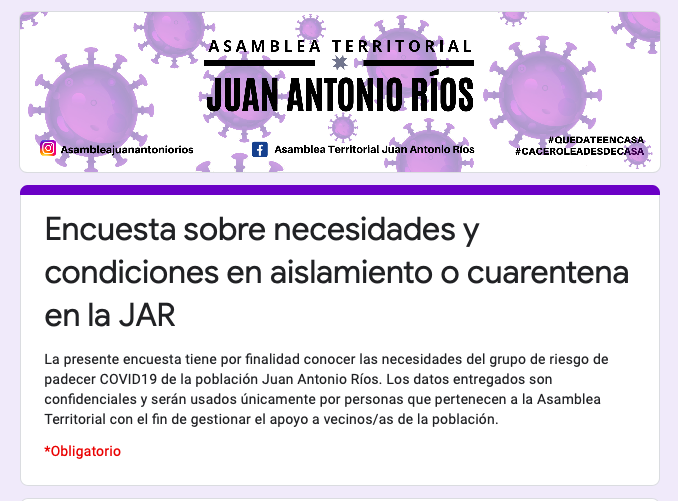 ASAMBLEA TERRITORIAL
JUAN ANTONIO RÍOS
Asambleajuanantoniorios
Asamblea Territorial Juan Antonio Rios
#QUEDATEENCASA
#CACEROLEADESDECASA
Encuesta sobre necesidades y
condiciones en aislamiento o cuarentena
en la JAR
La presente encuesta tiene por finalidad conocer las necesidades del grupo de riesgo de
padecer COVID19 de la población Juan Antonio Ríos. Los datos entregados son
confidenciales y serán usados únicamente por personas que pertenecen a la Asamblea
Territorial con el fin de gestionar el apoyo a vecinos/as de la población.
*Obligatorio